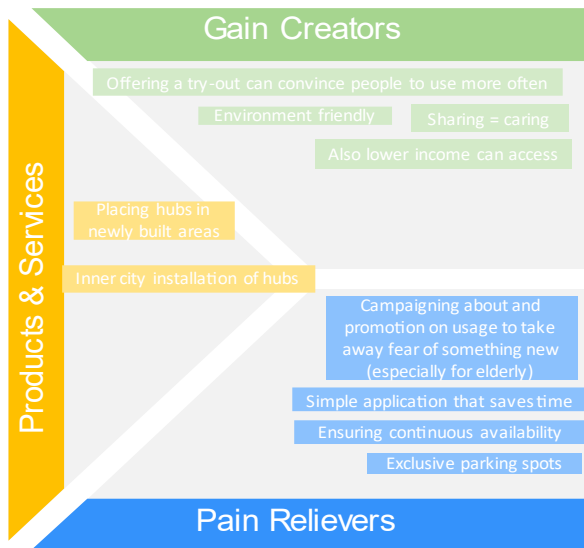 Gain Creators
Offering a try-out can convince people to use more often
Environment friendly
Sharing = caring
Also lower income can access
Products & Services
Placing hubs in
newly built areas
Inner city installation of hubs
Campaigning about and
promotion on usage to take
away fear of something new
(especially for elderly)
Simple application that saves time
Ensuring continuous availability
Exclusive parking spots
Pain Relievers